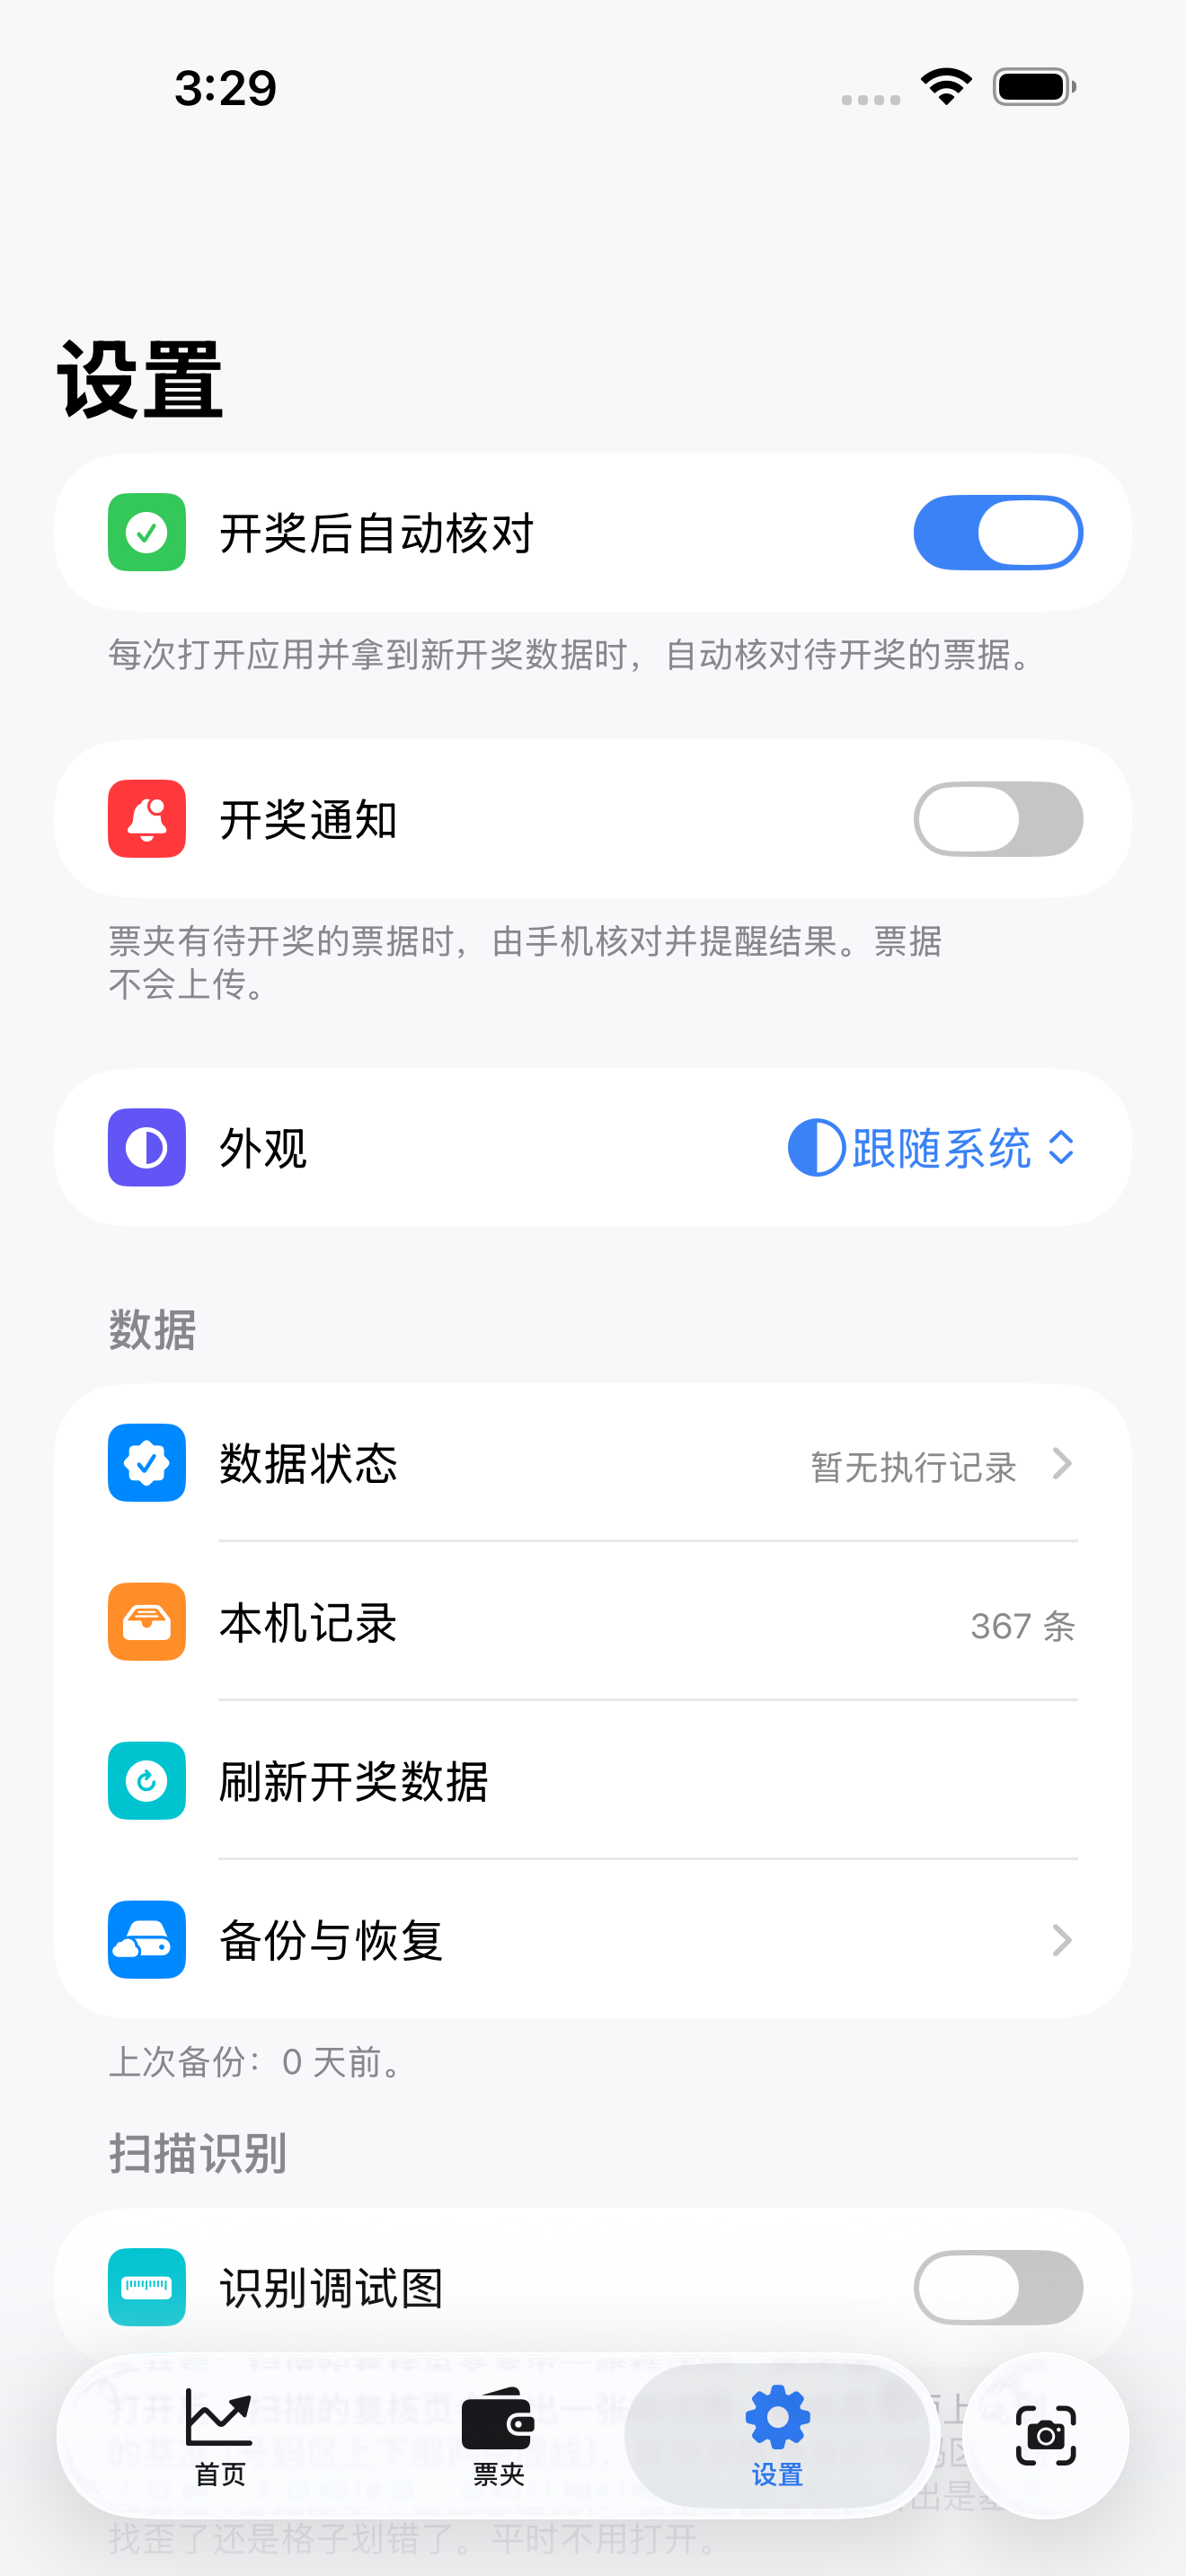 3:29
设置
开奖后自动核对
每次打开应用并拿到新开奖数据时，自动核对待开奖的票据。
开奖通知
票夹有待开奖的票据时，由手机核对并提醒结果。票据
不会上传。
外观
跟随系统
数据
数据状态
暂无执行记录
本机记录
367 条
刷新开奖数据
备份与恢复
上次备份：0 天前。
扫描识别
识别调试图
首页
票夹
设置
找歪了还是格子划错了。平时不用打开。